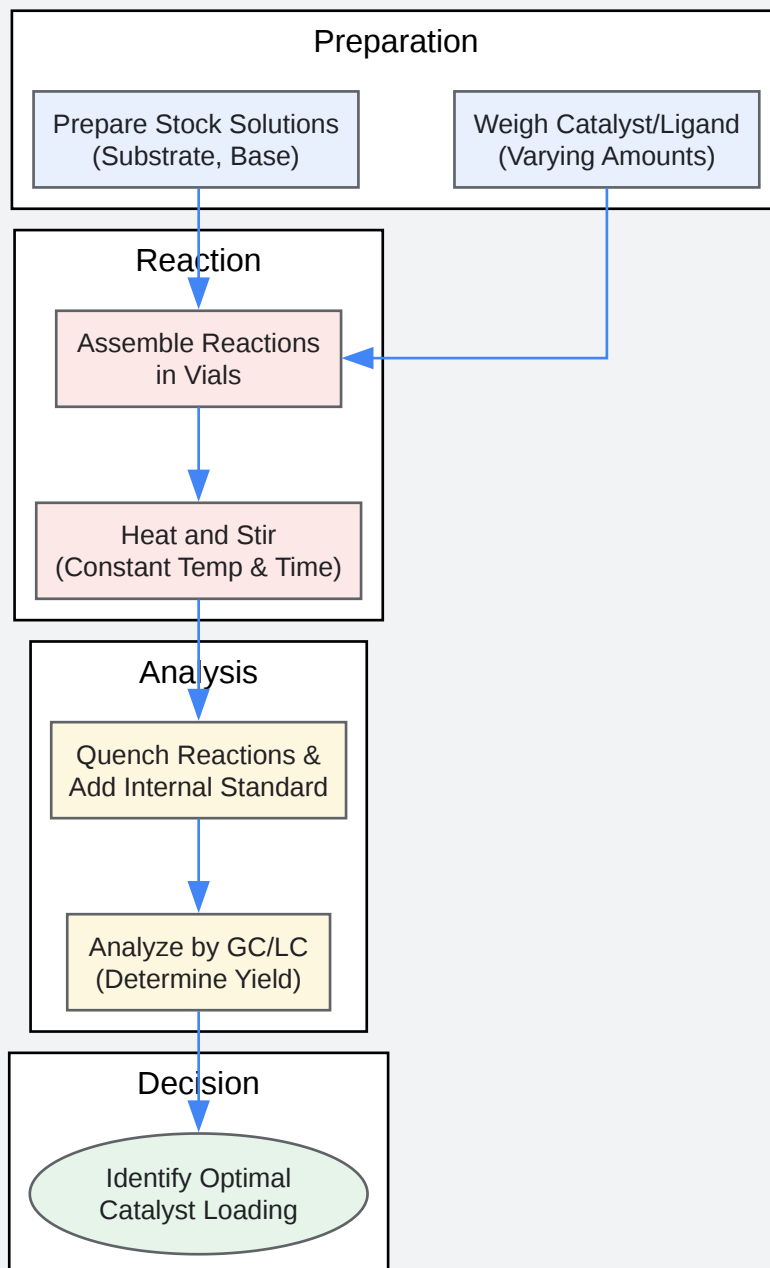 Preparation
Prepare Stock Solutions
(Substrate, Base)
Weigh Catalyst/Ligand
(Varying Amounts)
Reaction
Assemble Reactions
in Vials
Heat and Stir
(Constant Temp & Time)
Analysis
Quench Reactions &
Add Internal Standard
Analyze by GC/LC
(Determine Yield)
Decision
Identify Optimal
Catalyst Loading